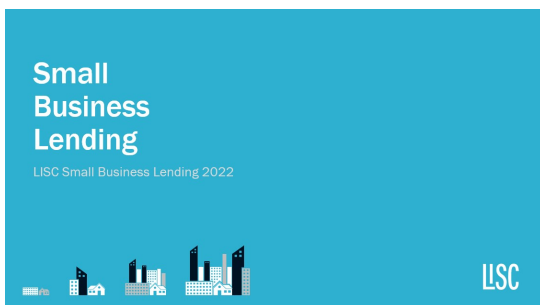 Small
Business
Lending
LISC Small Business Lending 2022
LISC